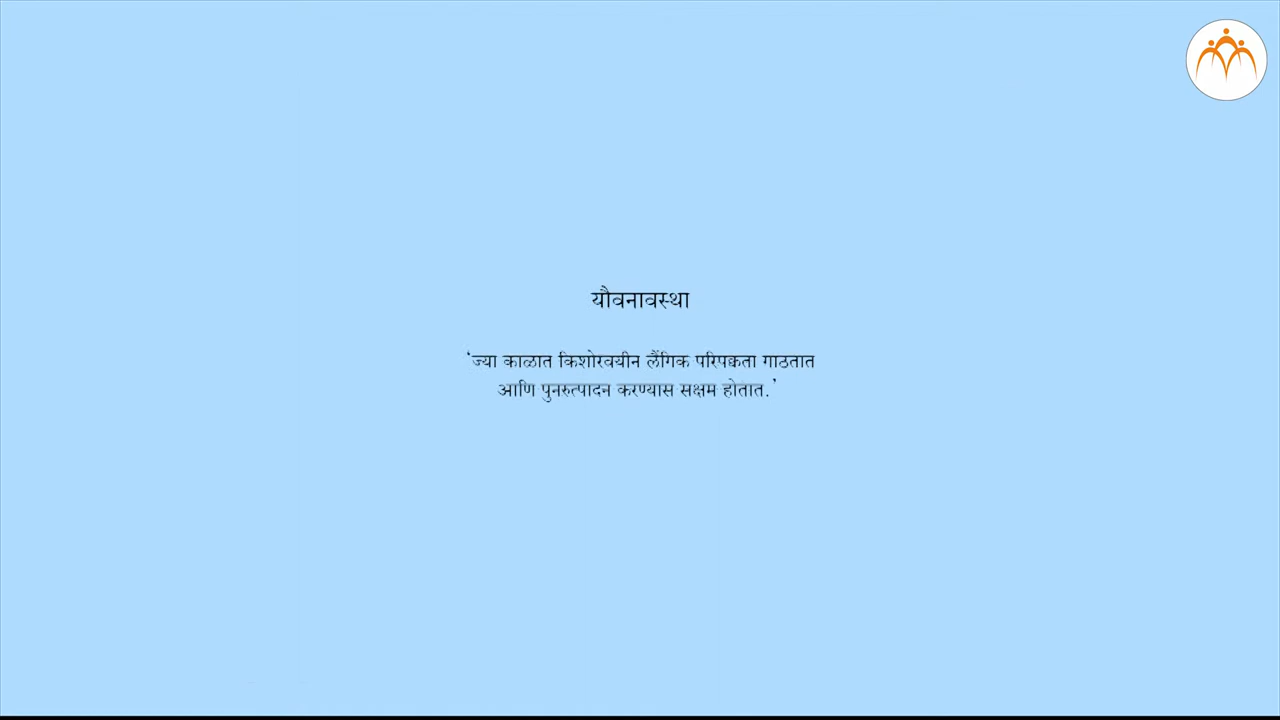 यौवनावस्था
‘ज्या काळात किशोरवयीन लैंगिक परिपक्वता गाठतात
आणि पुनरुत्पादन करण्यास सक्षम होतात.’